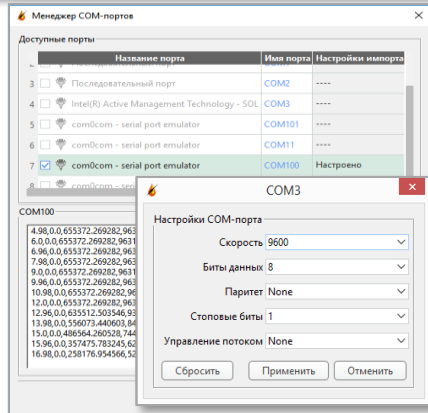 Менеджер COM-портов
Доступные порты
Название порта Имя порта Настройки импорта
3 Последовательный порт COM2 ----
4 Intel(R) Active Management Technology - SOL COM3 ----
5 com0com - serial port emulator COM101 ----
6 com0com - serial port emulator COM11 ----
7 com0com - serial port emulator COM100 Настроено
8 com0com - ser
COM100
4.98,0.0,655372.269282,963
6.0,0.0,655372.269282,9631
6.96,0.0,655372.269282,963
7.98,0.0,655372.269282,963
9.0,0.0,655372.269282,9631
9.96,0.0,655372.269282,963
10.98,0.0,655372.269282,96
12.0,0.0,655372.269282,963
12.96,0.0,635512.503546,93
13.98,0.0,556073.440603,84
15.0,0.0,486564.260528,744
15.96,0.0,357475.783245,62
16.98,0.0,258176.954566,52
COM3
Настройки COM-порта
Скорость 9600
Биты данных 8
Паритет None
Стоповые биты 1
Управление потоком None
Сбросить Применить Отменить